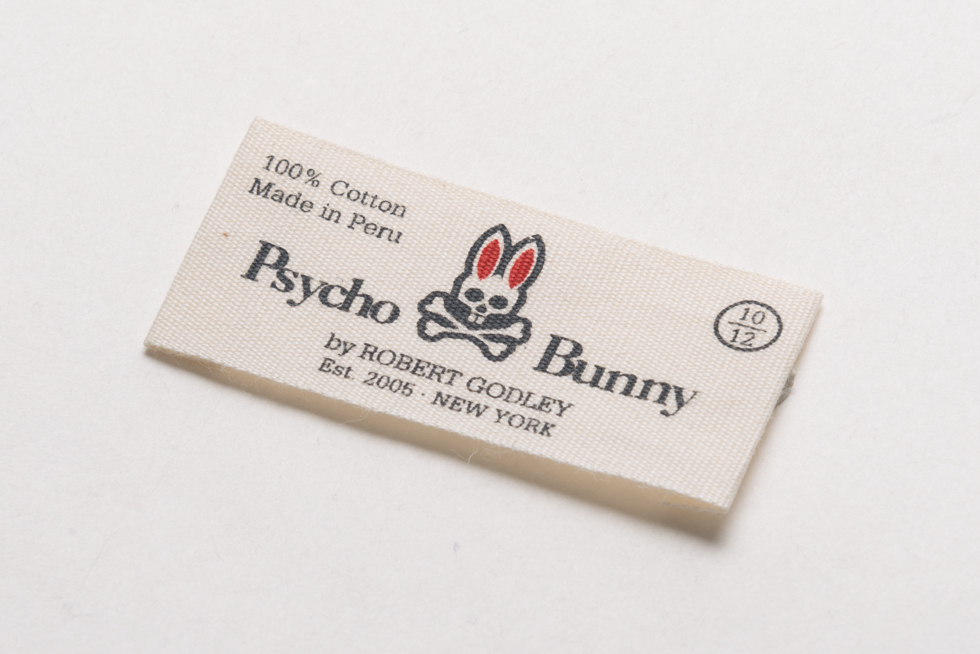 100% Cotton
Made in Peru
Psycho Bunny
10
12
by ROBERT GODLEY
Est. 2005 · NEW YORK